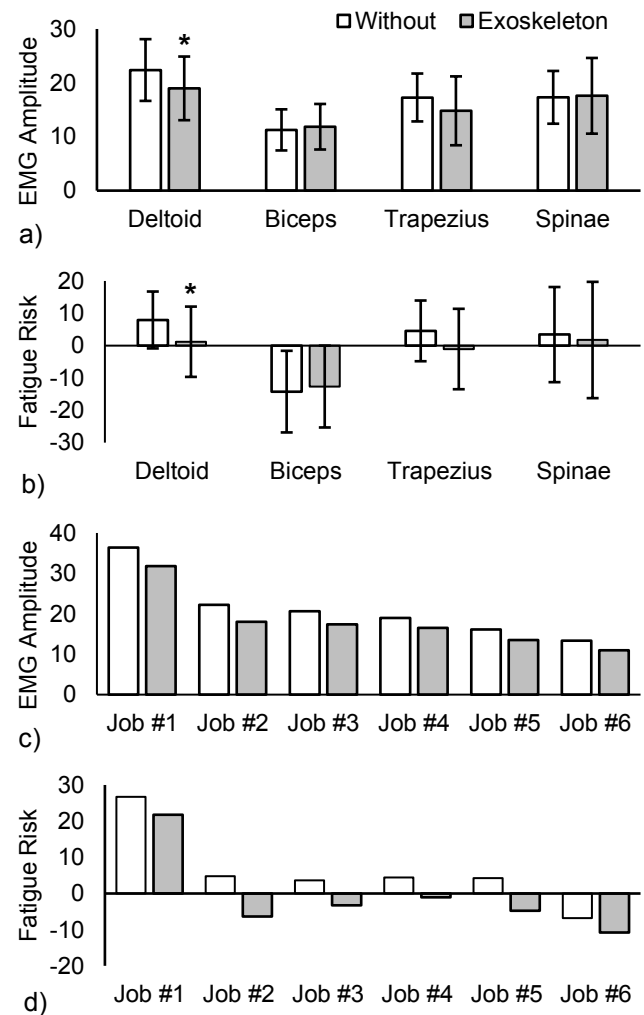 Without Exoskeleton
30
20
10
0
EMG Amplitude
*
Deltoid Biceps Trapezius Spinae
a)
20
10
0
-10
-20
-30
Fatigue Risk
*
Deltoid Biceps Trapezius Spinae
b)
40
30
20
10
0
EMG Amplitude
Job #1 Job #2 Job #3 Job #4 Job #5 Job #6
c)
30
20
10
0
-10
-20
Fatigue Risk
Job #1 Job #2 Job #3 Job #4 Job #5 Job #6
d)